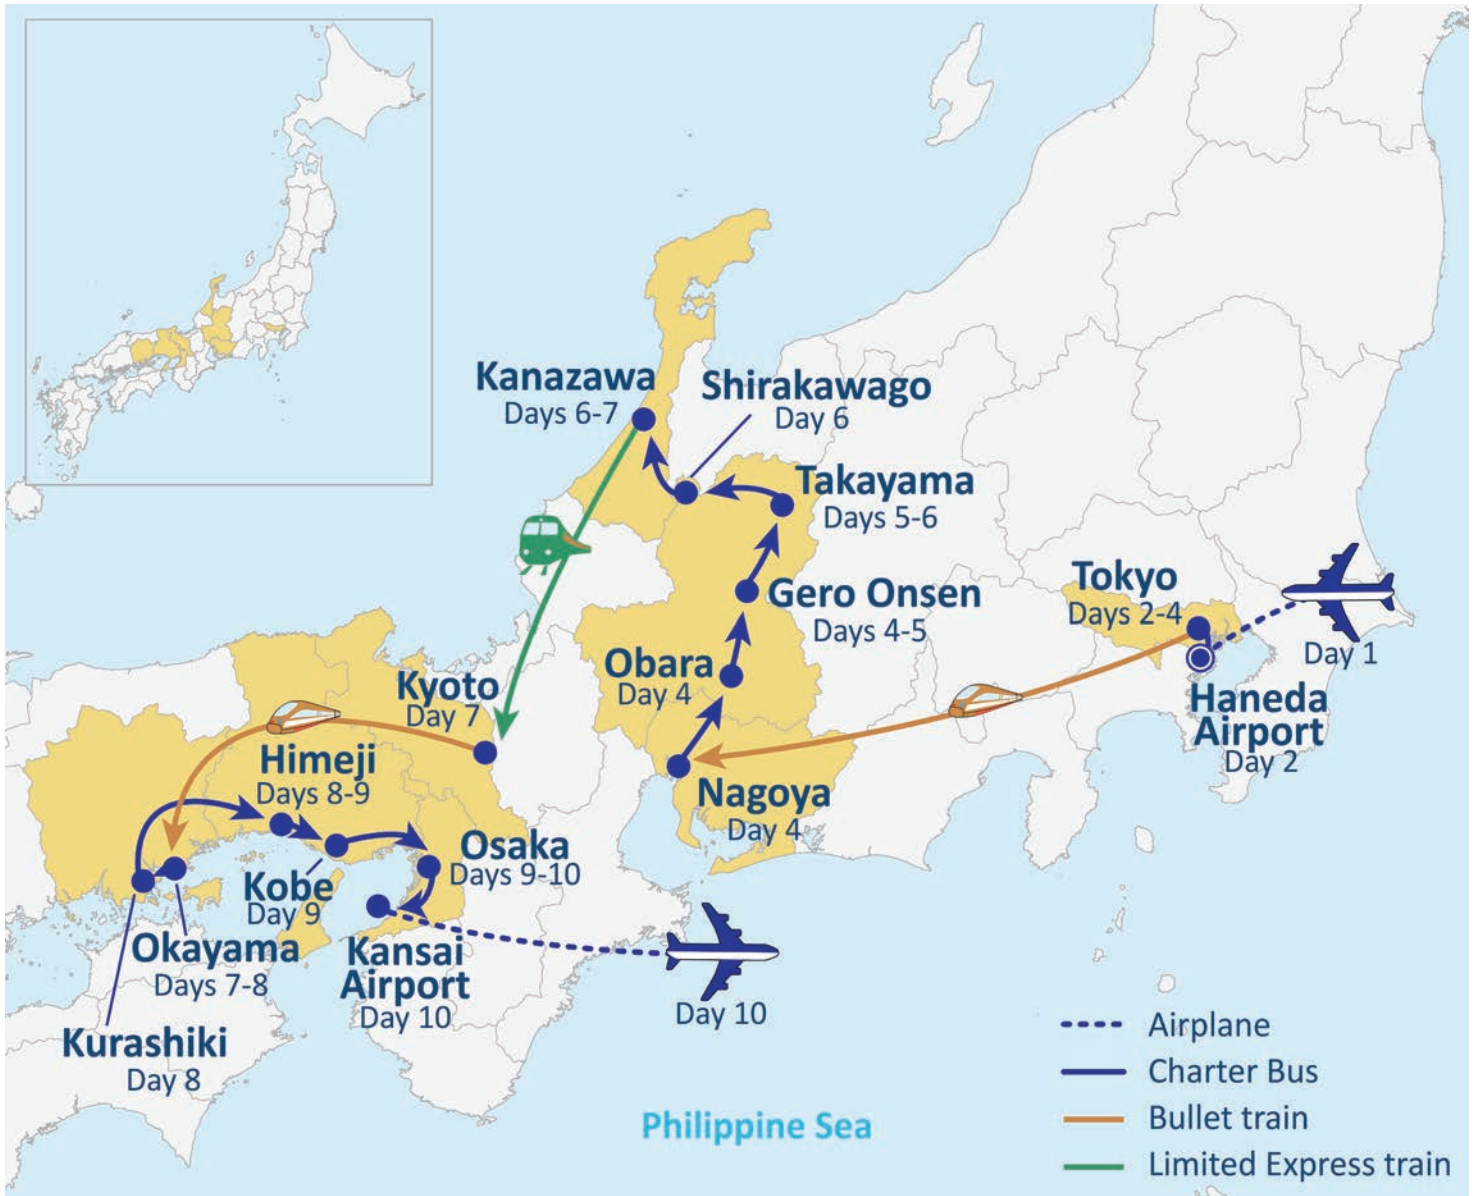 Kanazawa
Days 6-7
Shirakawago
Day 6
Takayama
Days 5-6
Gero Onsen
Days 4-5
Obara
Day 4
Tokyo
Days 2-4
Day 1
Haneda
Airport
Day 2
Kyoto
Day 7
Nagoya
Day 4
Himeji
Days 8-9
Osaka
Days 9-10
Kobe
Day 9
Okayama
Days 7-8
Kansai
Airport
Day 10
Day 10
Kurashiki
Day 8
Philippine Sea
Airplane
Charter Bus
Bullet train
Limited Express train